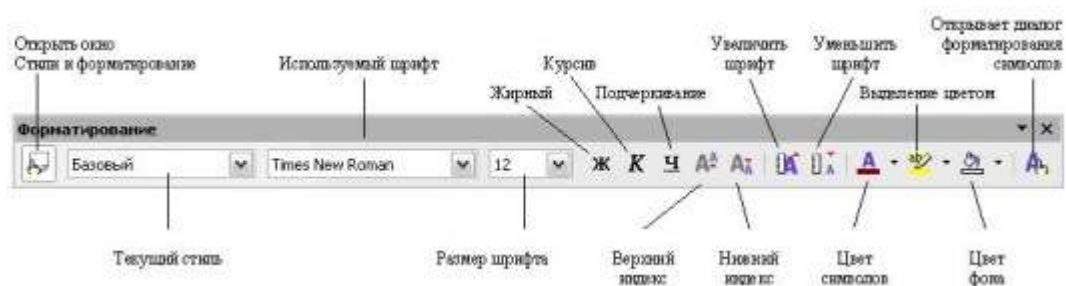 Открыть окно
Стили и форматирование
Используемый шрифт
Жирный
Курсив
Подчеркивание
Увеличить
шрифт
Уменьшить
шрифт
Выделение цветом
Открывает диалог
форматирования
символов
Форматирование
Базовый
Times New Roman
12
Ж К Ч
Текущий стиль
Размер шрифта
Верхний
индекс
Нижний
индекс
Цвет
символов
Цвет
фона